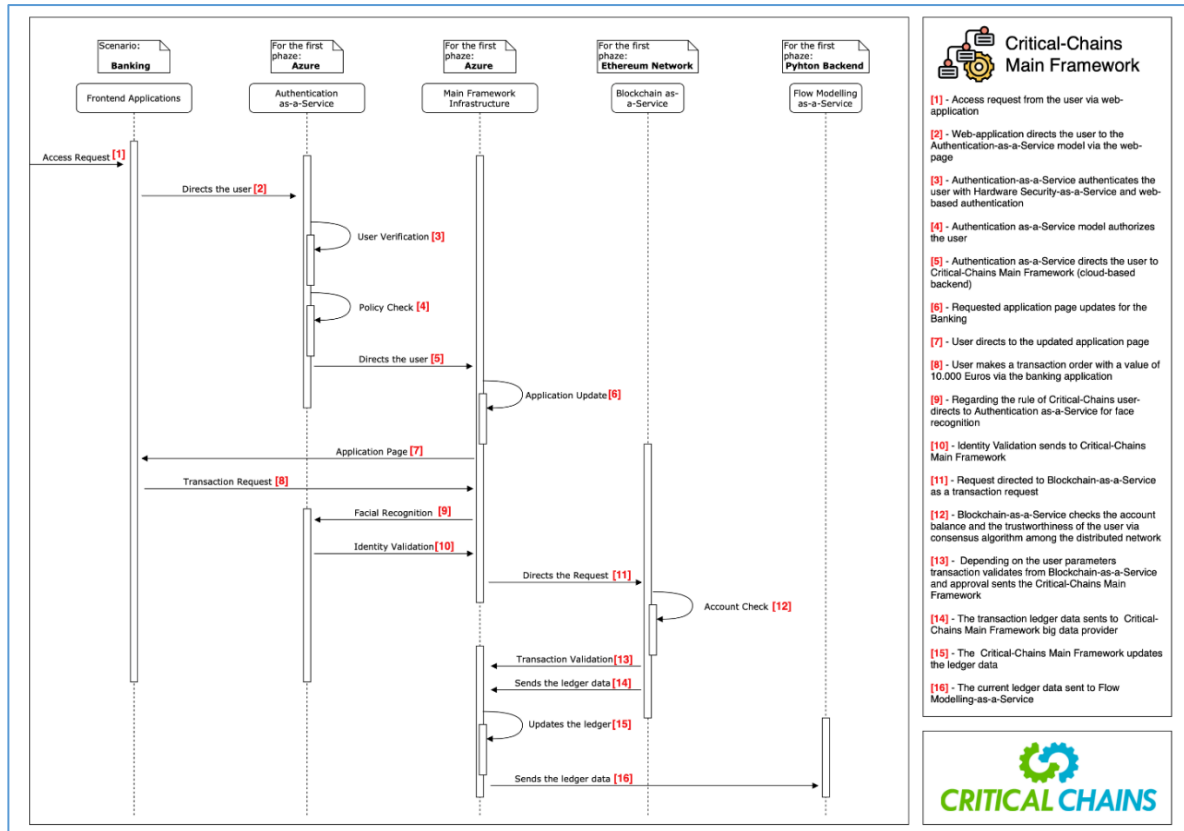 Scenario:
Banking
For the first
phaze:
Azure
For the first
phaze:
Azure
For the first
phaze:
Ethereum Network
For the first
phaze:
Pyhton Backend
Frontend Applications
Authentication
as-a-Service
Main Framework
Infrastructure
Blockchain as-
a-Service
Flow Modelling
as-a-Service
Access Request [1]
Directs the user [2]
User Verification [3]
Policy Check [4]
Directs the user [5]
Application Update [6]
Application Page [7]
Transaction Request [8]
Facial Recognition [9]
Identity Validation [10]
Directs the Request [11]
Account Check [12]
Transaction Validation [13]
Sends the ledger data [14]
Updates the ledger [15]
Sends the ledger data [16]
Critical-Chains
Main Framework
[1] - Access request from the user via web-
application
[2] - Web-application directs the user to the
Authentication-as-a-Service model via the web-
page
[3] - Authentication-as-a-Service authenticates the
user with Hardware Security-as-a-Service and web-
based authentication
[4] - Authentication as-a-Service model authorizes
the user
[5] - Authentication as-a-Service directs the user to
Critical-Chains Main Framework (cloud-based
backend)
[6] - Requested application page updates for the
Banking
[7] - User directs to the updated application page
[8] - User makes a transaction order with a value of
10.000 Euros via the banking application
[9] - Regarding the rule of Critical-Chains user-
directs to Authentication as-a-Service for face
recognition
[10] - Identity Validation sends to Critical-Chains
Main Framework
[11] - Request directed to Blockchain-as-a-Service
as a transaction request
[12] - Blockchain-as-a-Service checks the account
balance and the trustworthiness of the user via
consensus algorithm among the distributed network
[13] - Depending on the user parameters
transaction validates from Blockchain-as-a-Service
and approval sents the Critical-Chains Main
Framework
[14] - The transaction ledger data sents to Critical-
Chains Main Framework big data provider
[15] - The Critical-Chains Main Framework updates
the ledger data
[16] - The current ledger data sent to Flow
Modelling-as-a-Service
CRITICAL CHAINS